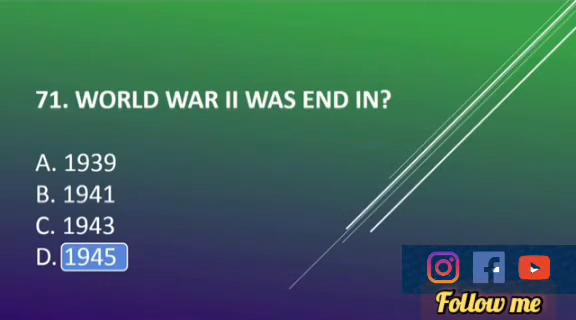 71. WORLD WAR II WAS END IN?
A. 1939
B. 1941
C. 1943
D. 1945
Follow me